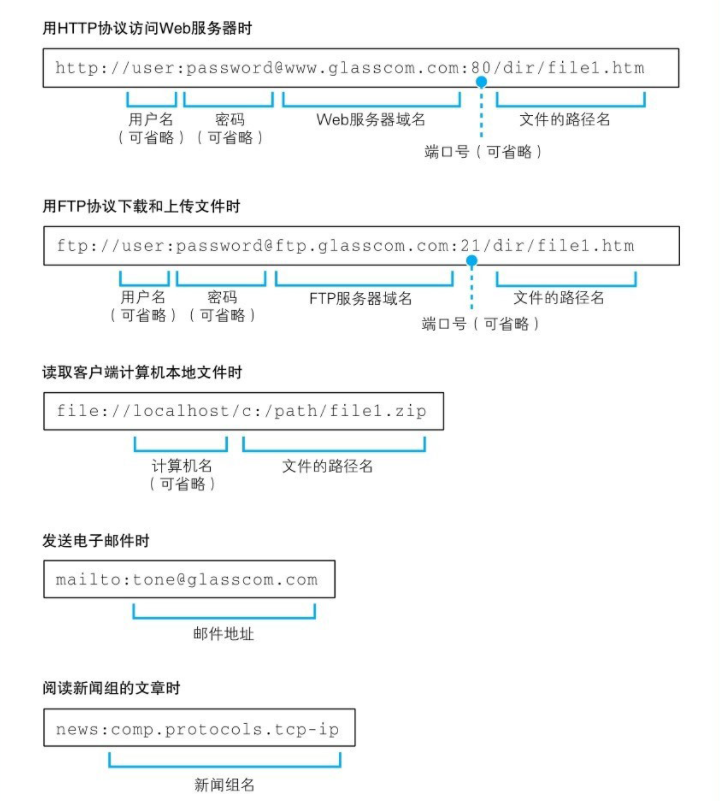 用HTTP协议访问Web服务器时
http://user:password@www.glasscom.com:80/dir/file1.htm
用户名 密码 Web服务器域名 文件的路径名
（可省略）（可省略）
端口号（可省略）
用FTP协议下载和上传文件时
ftp://user:password@ftp.glasscom.com:21/dir/file1.htm
用户名 密码 FTP服务器域名 文件的路径名
（可省略）（可省略）
端口号（可省略）
读取客户端计算机本地文件时
file://localhost/c:/path/file1.zip
计算机名 文件的路径名
（可省略）
发送电子邮件时
mailto:tone@glasscom.com
邮件地址
阅读新闻组的文章时
news:comp.protocols.tcp-ip
新闻组名